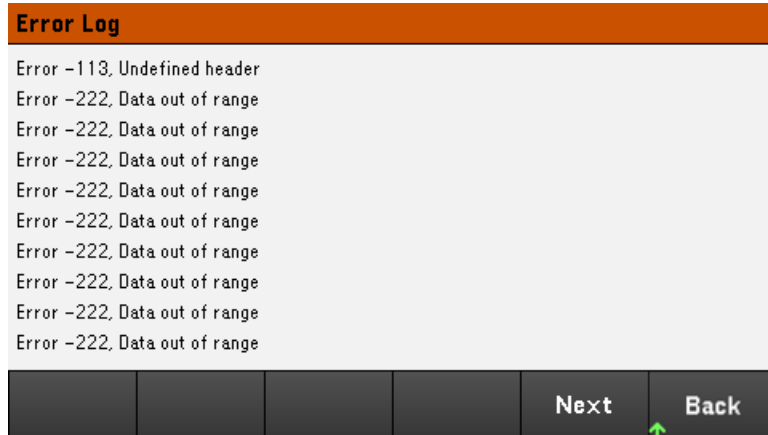 Error Log
Error -113, Undefined header
Error -222, Data out of range
Error -222, Data out of range
Error -222, Data out of range
Error -222, Data out of range
Error -222, Data out of range
Error -222, Data out of range
Error -222, Data out of range
Error -222, Data out of range
Error -222, Data out of range
Next
Back